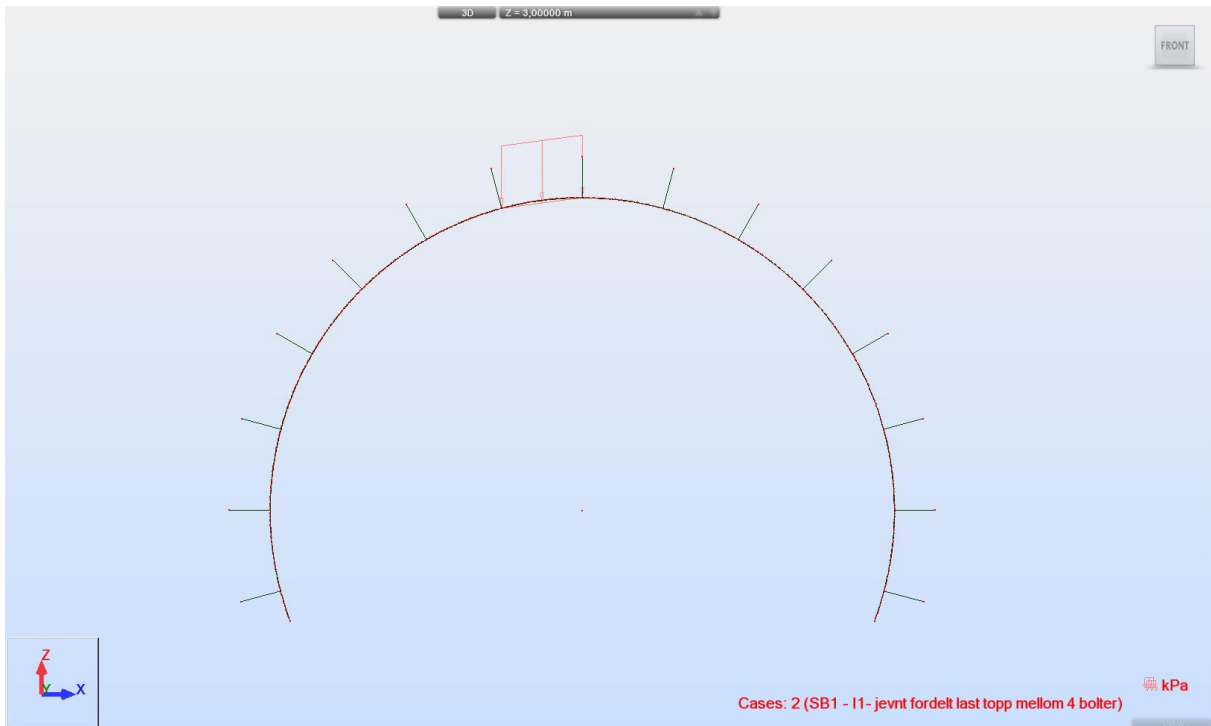 3D
Z = 3,00000 m
FRONT
Z
Y
X
kPa
Cases: 2 (SB1 - I1- jevnt fordelt last topp mellom 4 bolter)